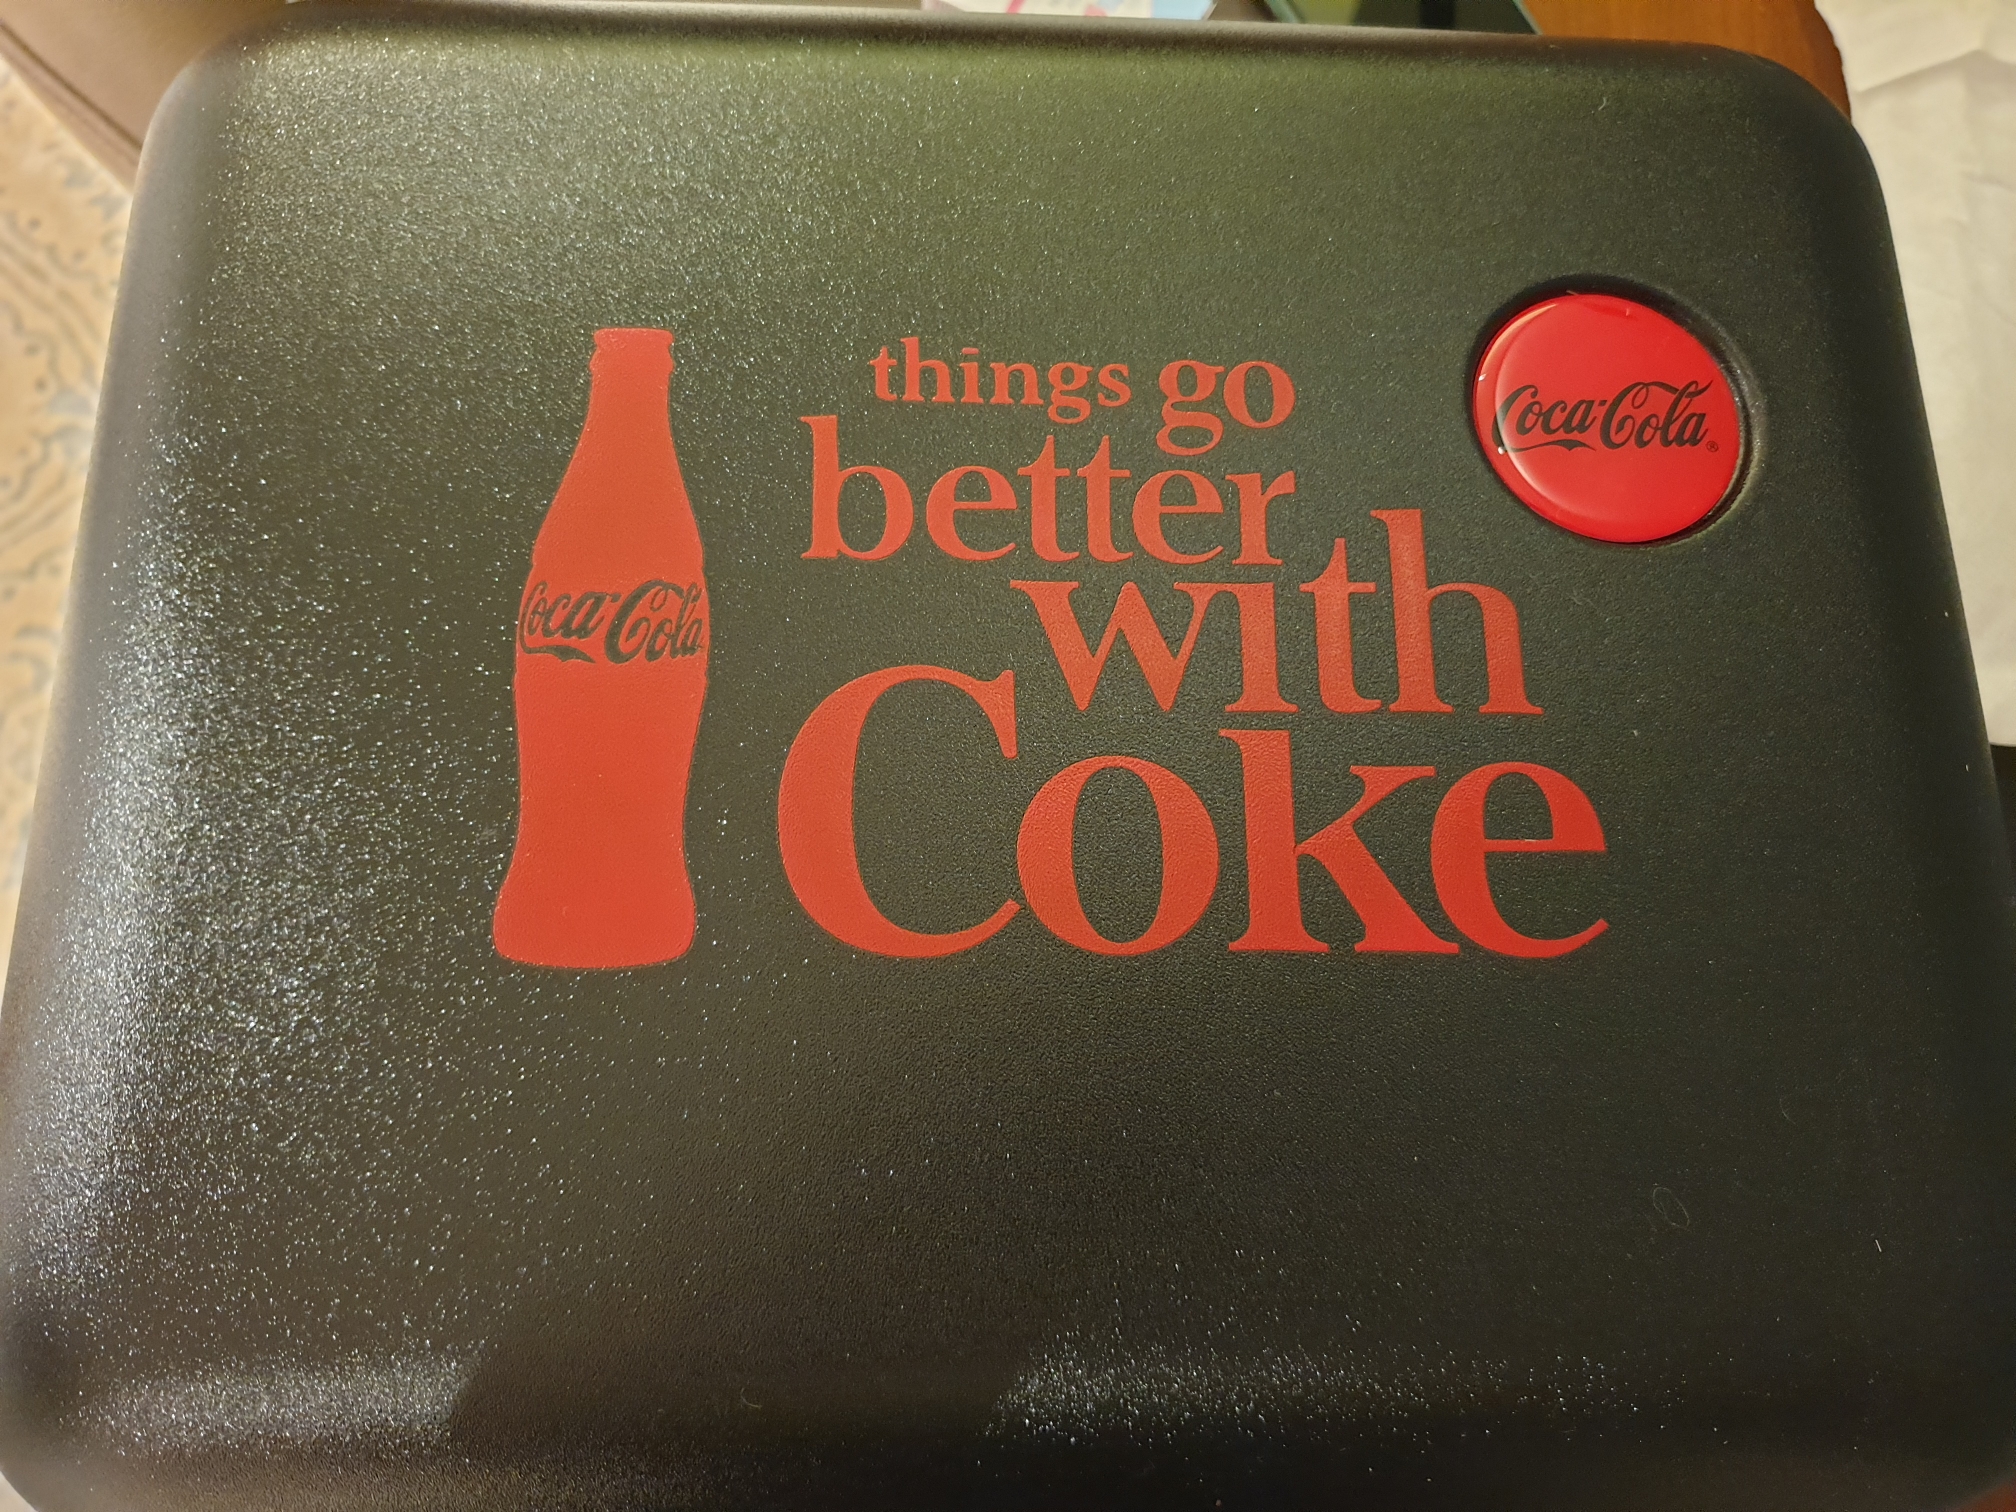 things go
better
with
Coke
Coca-Cola
Coca-Cola®